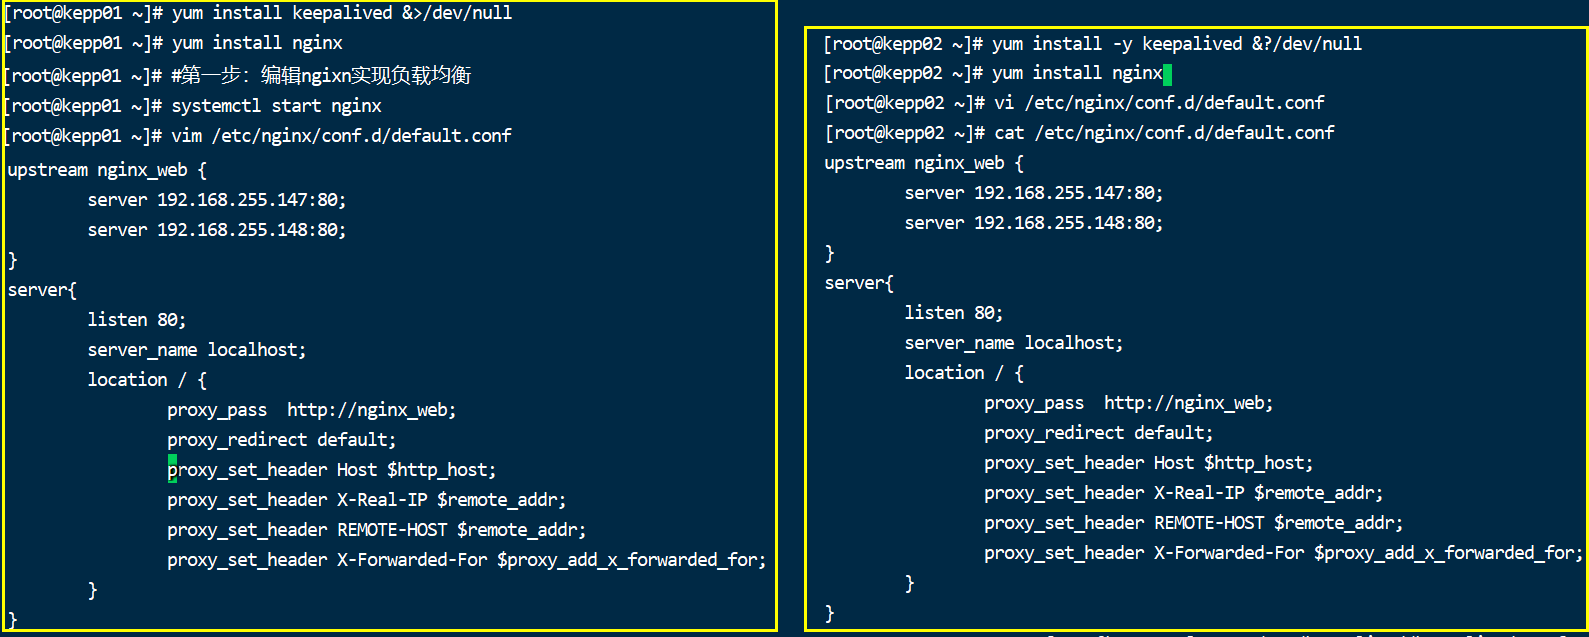 [root@kepp01 ~]# yum install keepalived &>/dev/null
[root@kepp01 ~]# yum install nginx
[root@kepp01 ~]# #第一步：编辑ngixn实现负载均衡
[root@kepp01 ~]# systemctl start nginx
[root@kepp01 ~]# vim /etc/nginx/conf.d/default.conf
upstream nginx_web {
        server 192.168.255.147:80;
        server 192.168.255.148:80;
}
server{
        listen 80;
        server_name localhost;
        location / {
                proxy_pass  http://nginx_web;
                proxy_redirect default;
                proxy_set_header Host $http_host;
                proxy_set_header X-Real-IP $remote_addr;
                proxy_set_header REMOTE-HOST $remote_addr;
                proxy_set_header X-Forwarded-For $proxy_add_x_forwarded_for;
        }
}
[root@kepp02 ~]# yum install -y keepalived &?/dev/null
[root@kepp02 ~]# yum install nginx
[root@kepp02 ~]# vi /etc/nginx/conf.d/default.conf
[root@kepp02 ~]# cat /etc/nginx/conf.d/default.conf
upstream nginx_web {
        server 192.168.255.147:80;
        server 192.168.255.148:80;
}
server{
        listen 80;
        server_name localhost;
        location / {
                proxy_pass  http://nginx_web;
                proxy_redirect default;
                proxy_set_header Host $http_host;
                proxy_set_header X-Real-IP $remote_addr;
                proxy_set_header REMOTE-HOST $remote_addr;
                proxy_set_header X-Forwarded-For $proxy_add_x_forwarded_for;
        }
}